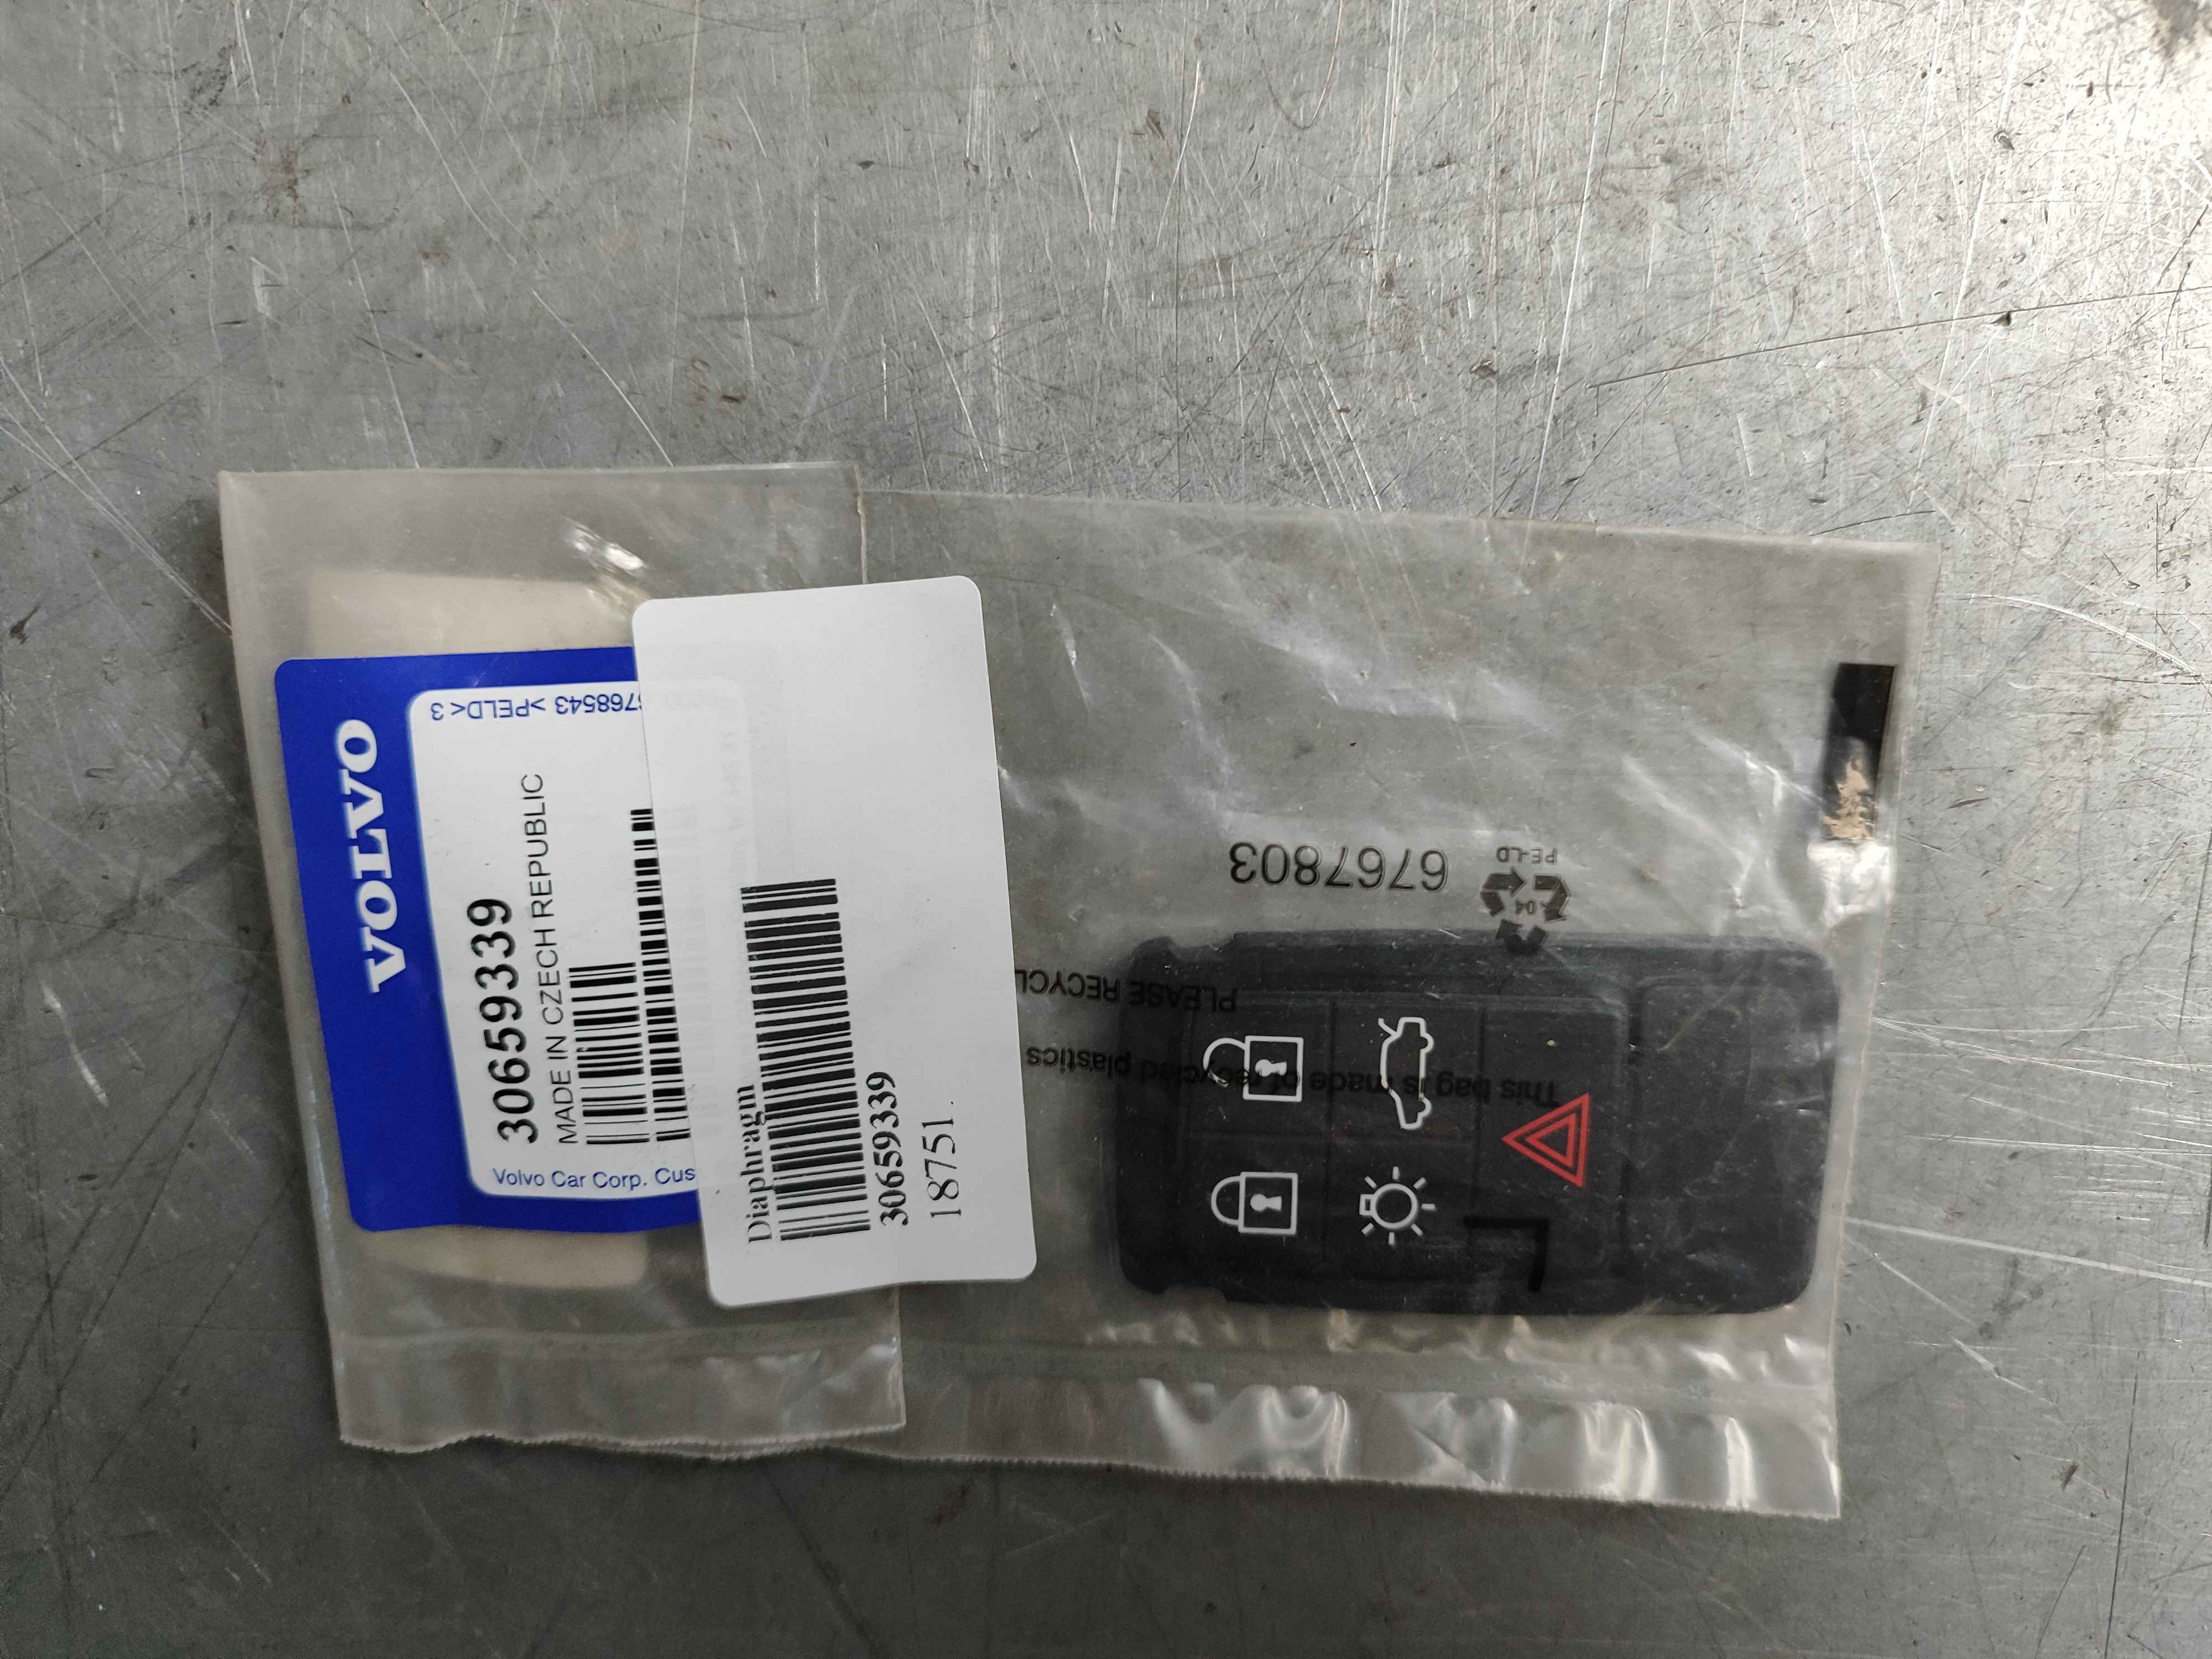 VOLVO
30659339
MADE IN CZECH REPUBLIC
Volvo Car Corp. Cus
768543 >PELD< 3
Diaphragm
30659339
18751
6767803
04
PE-LD
PLEASE RECYCL
This bag is made of recycled plastics